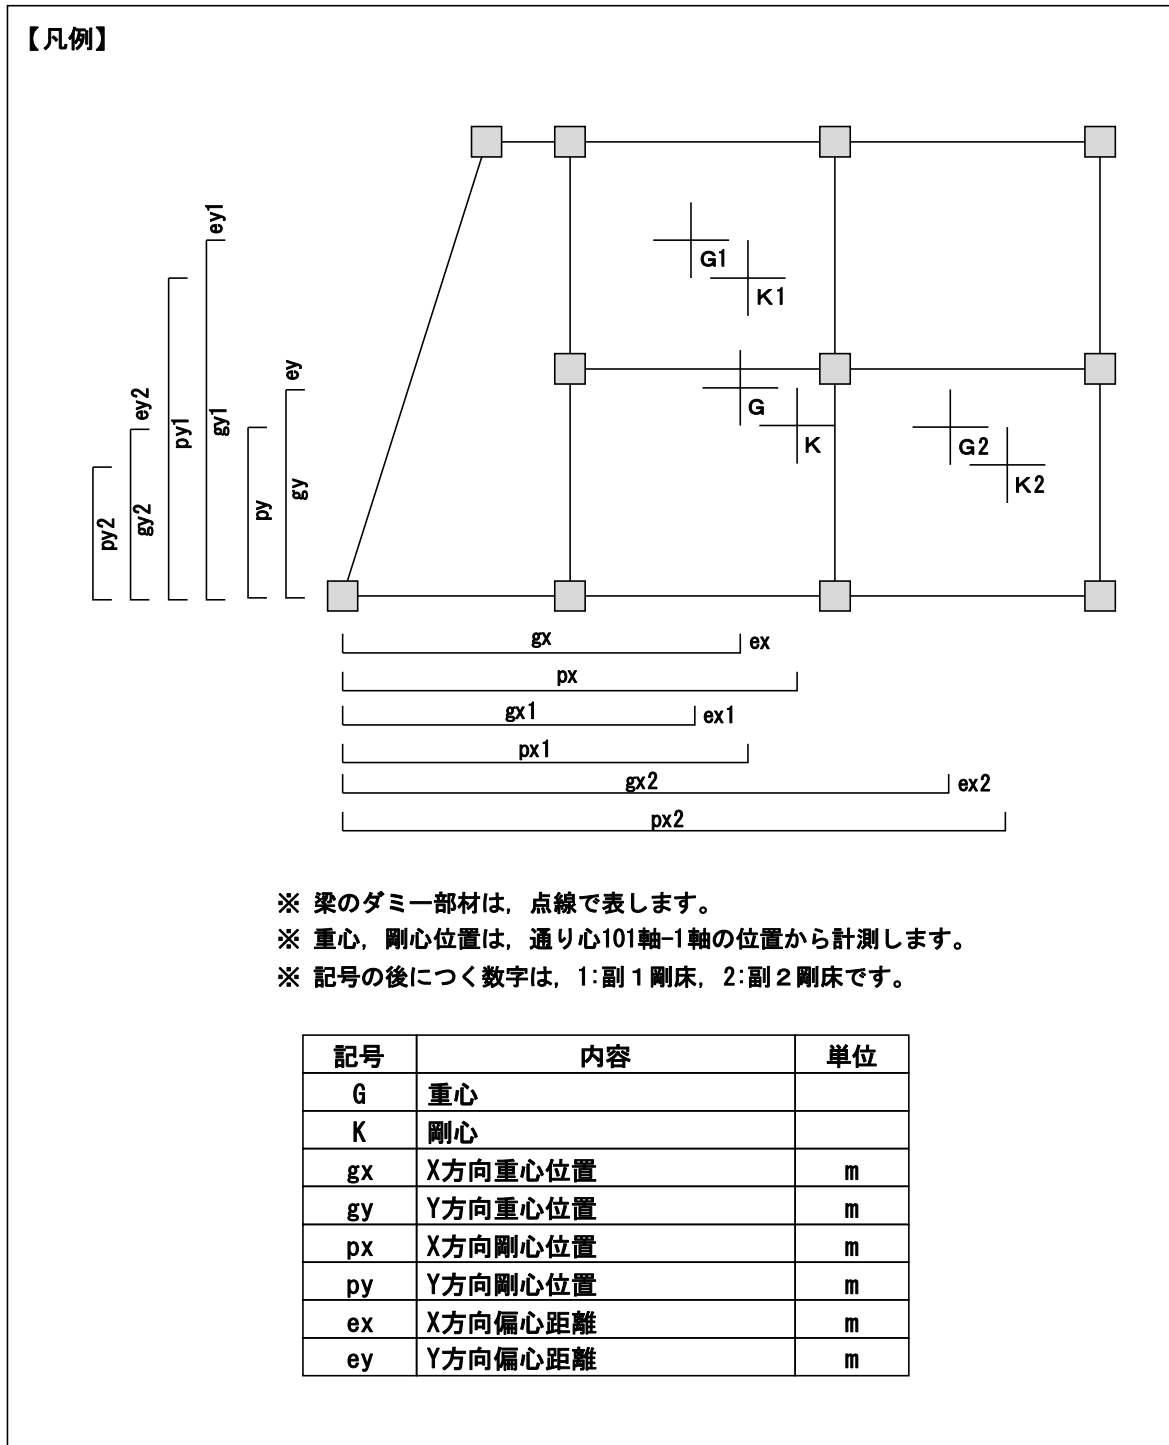 【凡例】
G1
K1
G
K
G2
K2
ey1
ey
ey2
py1
gy1
gy
py
gy2
py2
gx
ex
px
gx1
ex1
px1
gx2
ex2
px2
※ 梁のダミー部材は，点線で表します。
※ 重心，剛心位置は，通り心101軸-1軸の位置から計測します。
※ 記号の後につく数字は，1:副１剛床，2:副２剛床です。
記号 内容 単位
G 重心
K 剛心
gx X方向重心位置 m
gy Y方向重心位置 m
px X方向剛心位置 m
py Y方向剛心位置 m
ex X方向偏心距離 m
ey Y方向偏心距離 m